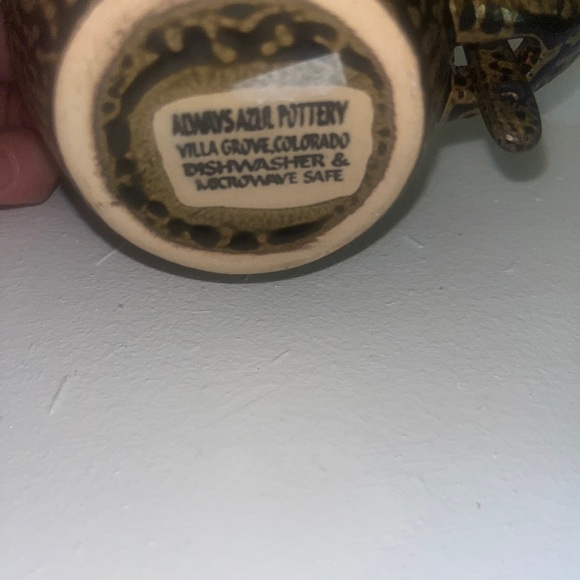 ALWAYS AZUL POTTERY
VILLA GROVE, COLORADO
DISHWASHER &
MICROWAVE SAFE